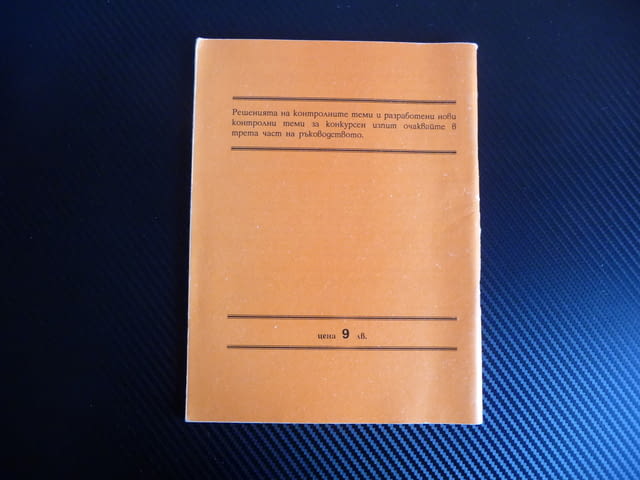 Решенията на контролните теми и разработени нови
контролни теми за конкурсен изпит очаквайте в
трета част на ръководството.
цена 9 лв.